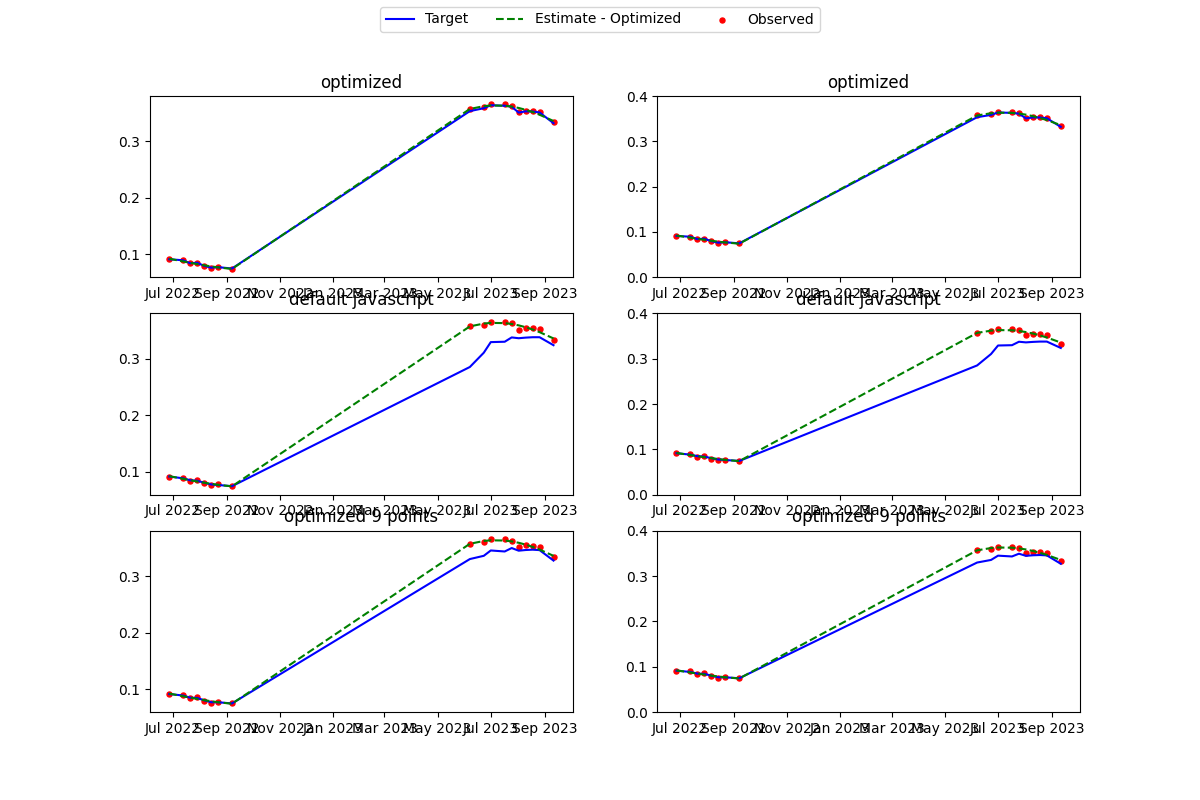 Target Estimate - Optimized Observed
optimized optimized
0.3
0.2
0.1
0.4
0.3
0.2
0.1
0.0
Jul 2022 Sep 2022 Nov 2022 Jan 2023 Mar 2023 May 2023 Jul 2023 Sep 2023
Jul 2022 Sep 2022 Nov 2022 Jan 2023 Mar 2023 May 2023 Jul 2023 Sep 2023
default javascript default javascript
0.3
0.2
0.1
0.4
0.3
0.2
0.1
0.0
Jul 2022 Sep 2022 Nov 2022 Jan 2023 Mar 2023 May 2023 Jul 2023 Sep 2023
Jul 2022 Sep 2022 Nov 2022 Jan 2023 Mar 2023 May 2023 Jul 2023 Sep 2023
optimized 9 points optimized 9 points
0.3
0.2
0.1
0.4
0.3
0.2
0.1
0.0
Jul 2022 Sep 2022 Nov 2022 Jan 2023 Mar 2023 May 2023 Jul 2023 Sep 2023
Jul 2022 Sep 2022 Nov 2022 Jan 2023 Mar 2023 May 2023 Jul 2023 Sep 2023